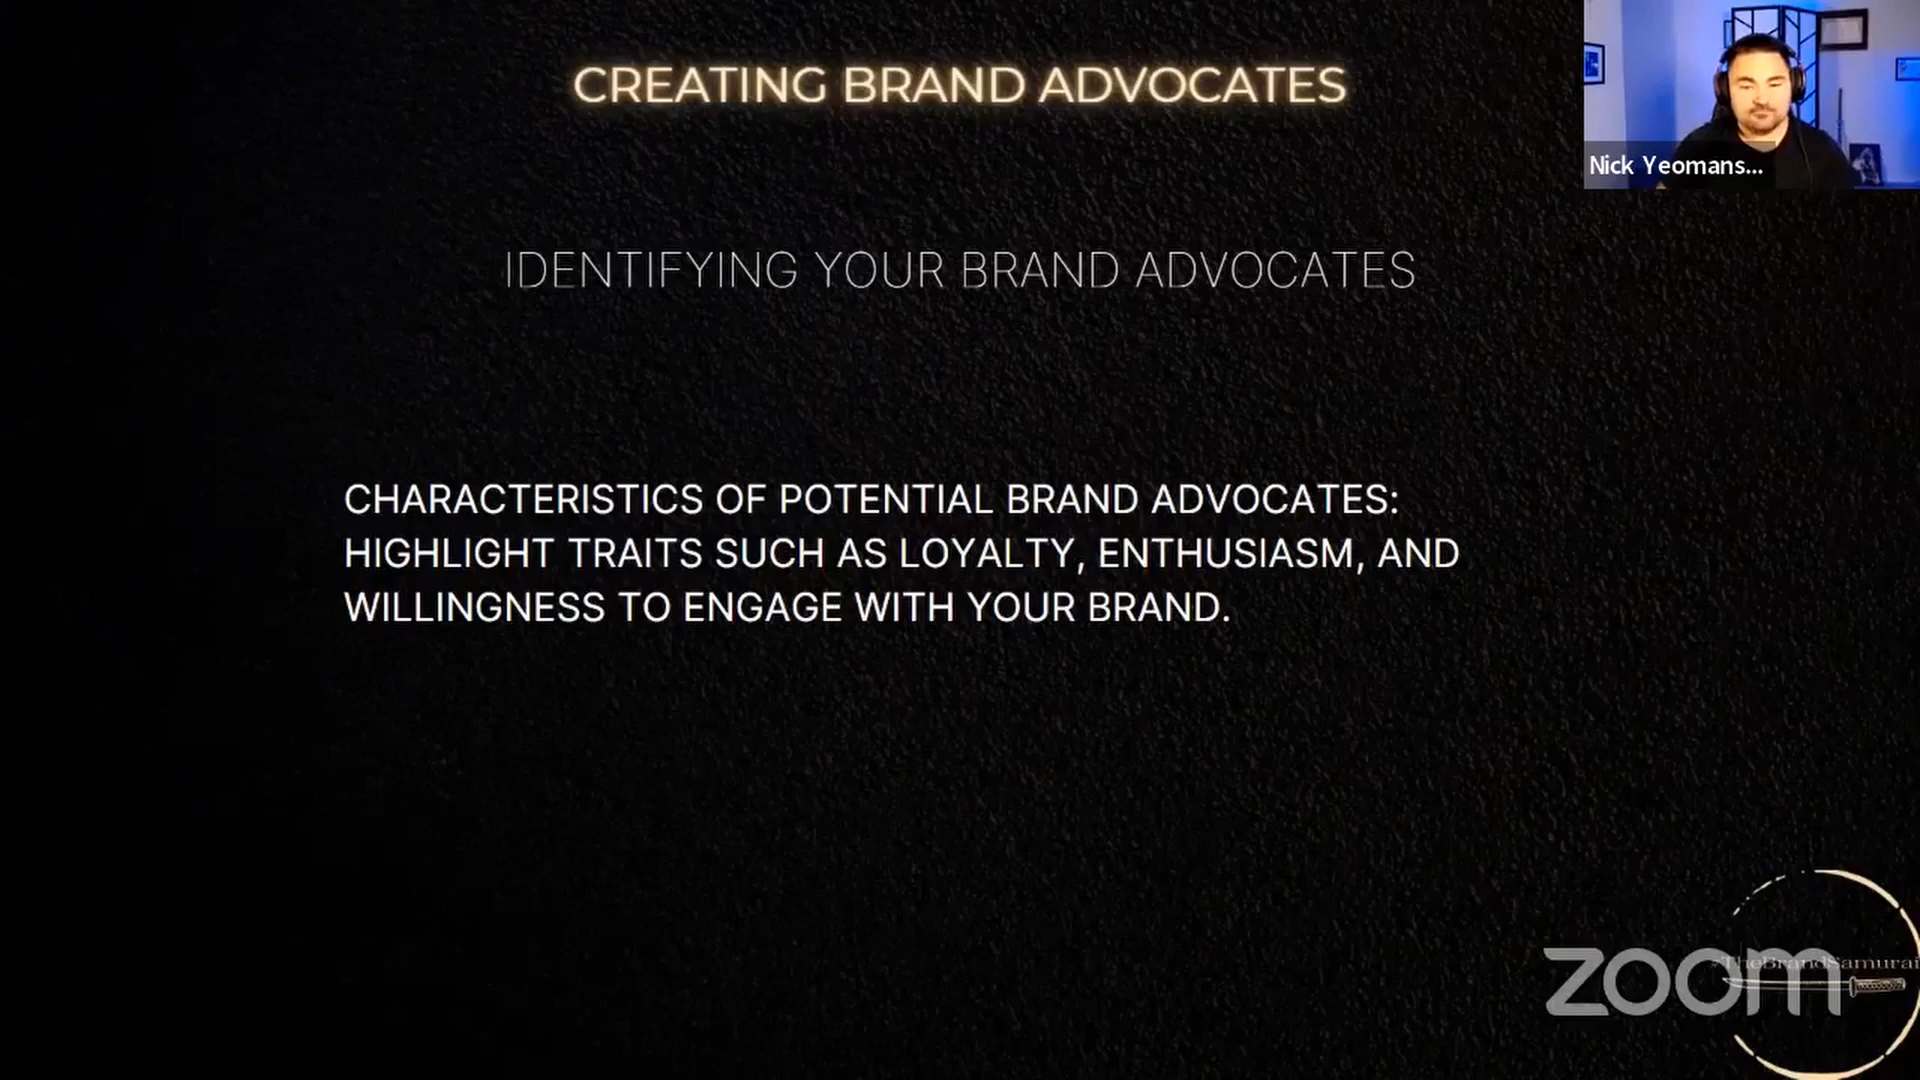 CREATING BRAND ADVOCATES
Nick Yeomans...
IDENTIFYING YOUR BRAND ADVOCATES
CHARACTERISTICS OF POTENTIAL BRAND ADVOCATES:
HIGHLIGHT TRAITS SUCH AS LOYALTY, ENTHUSIASM, AND
WILLINGNESS TO ENGAGE WITH YOUR BRAND.
#TheBrandSamurai
zoom